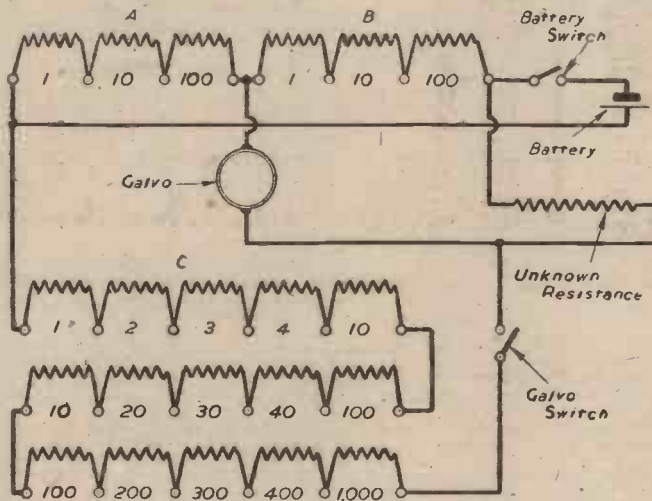 A
B
Battery
Switch
1 10 100 1 10 100
Battery
Galvo
Unknown
Resistance
C
1 2 3 4 10
10 20 30 40 100
Galvo
Switch
100 200 300 400 1,000